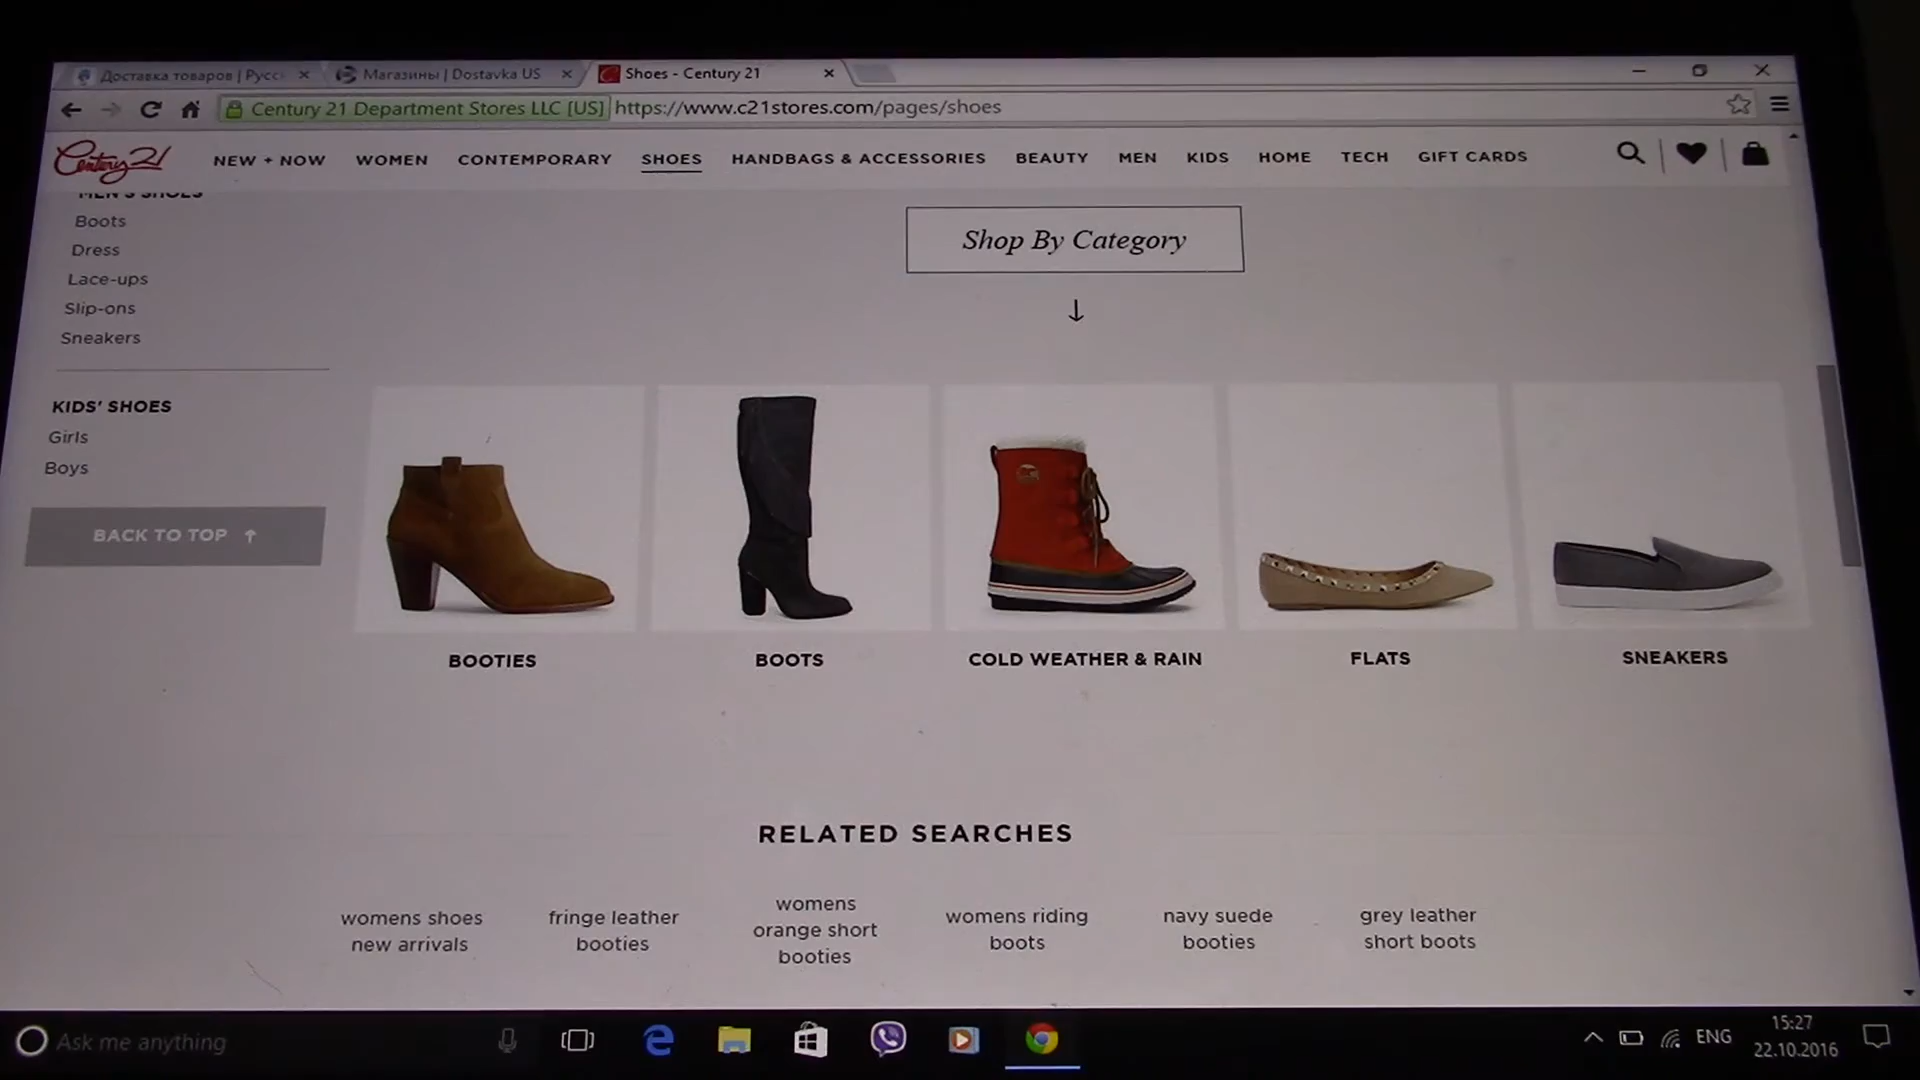 Доставка товаров | Русс
Магазины | Dostavka US
Shoes - Century 21
Century 21 Department Stores LLC [US]
https://www.c21stores.com/pages/shoes
Century 21
NEW + NOW
WOMEN
CONTEMPORARY
SHOES
HANDBAGS & ACCESSORIES
BEAUTY
MEN
KIDS
HOME
TECH
GIFT CARDS
MEN'S SHOES
Boots
Dress
Lace-ups
Slip-ons
Sneakers
KIDS' SHOES
Girls
Boys
BACK TO TOP
Shop By Category
BOOTIES
BOOTS
COLD WEATHER & RAIN
FLATS
SNEAKERS
RELATED SEARCHES
womens shoes
new arrivals
fringe leather
booties
womens
orange short
booties
womens riding
boots
navy suede
booties
grey leather
short boots
Ask me anything
ENG
15:27
22.10.2016